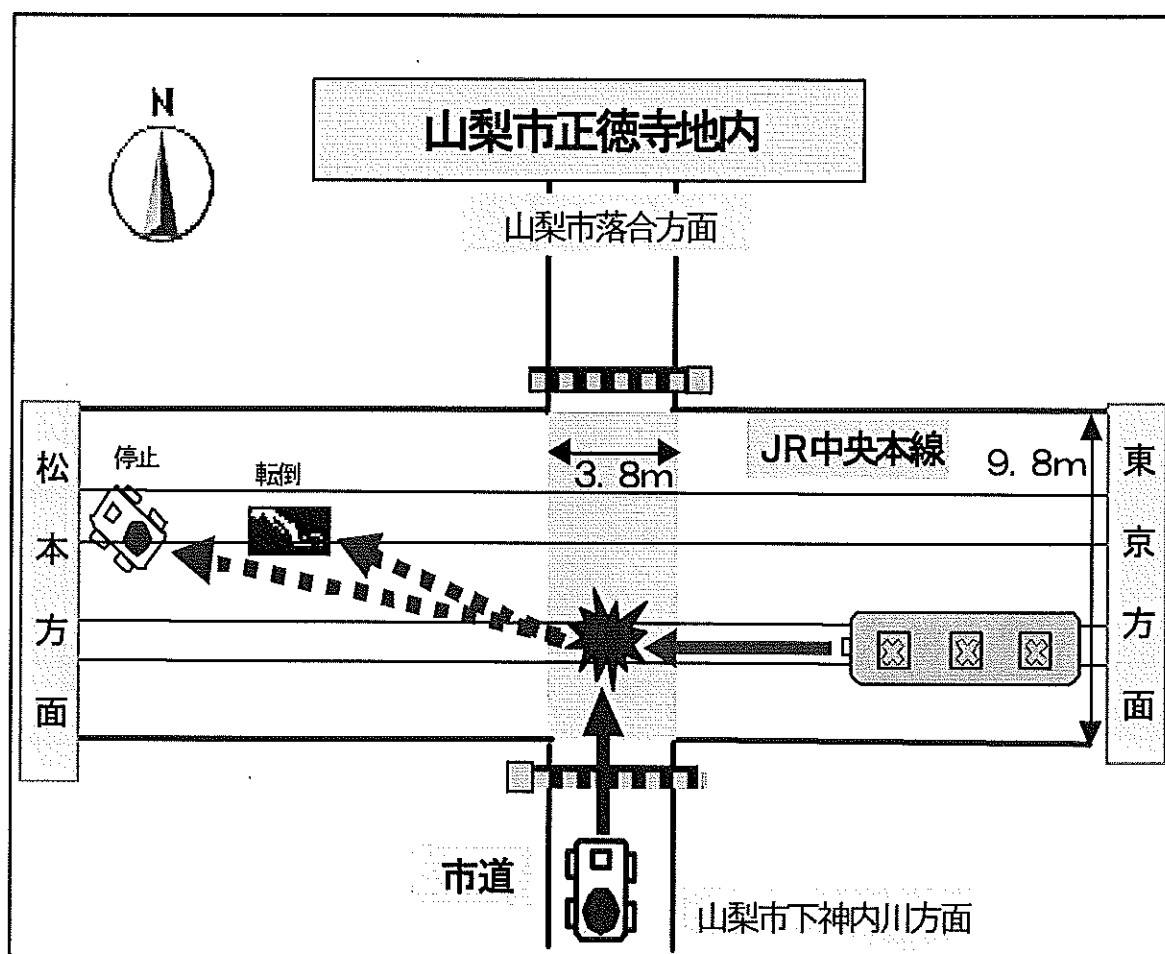 N
山梨市正徳寺地内
山梨市落合方面
JR中央本線
3.8m
9.8m
停止
転倒
松本方面
東京方面
市道
山梨市下神内川方面